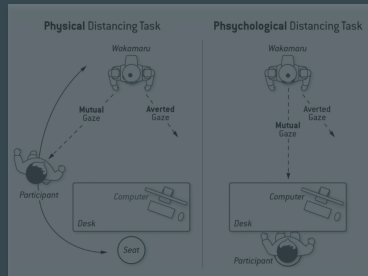 Physical Distancing Task
Wakamaru
Mutual
Gaze
Averted
Gaze
Participant
Computer
Desk
Seat
Phsychological Distancing Task
Wakamaru
Averted
Gaze
Mutual
Gaze
Computer
Desk
Participant